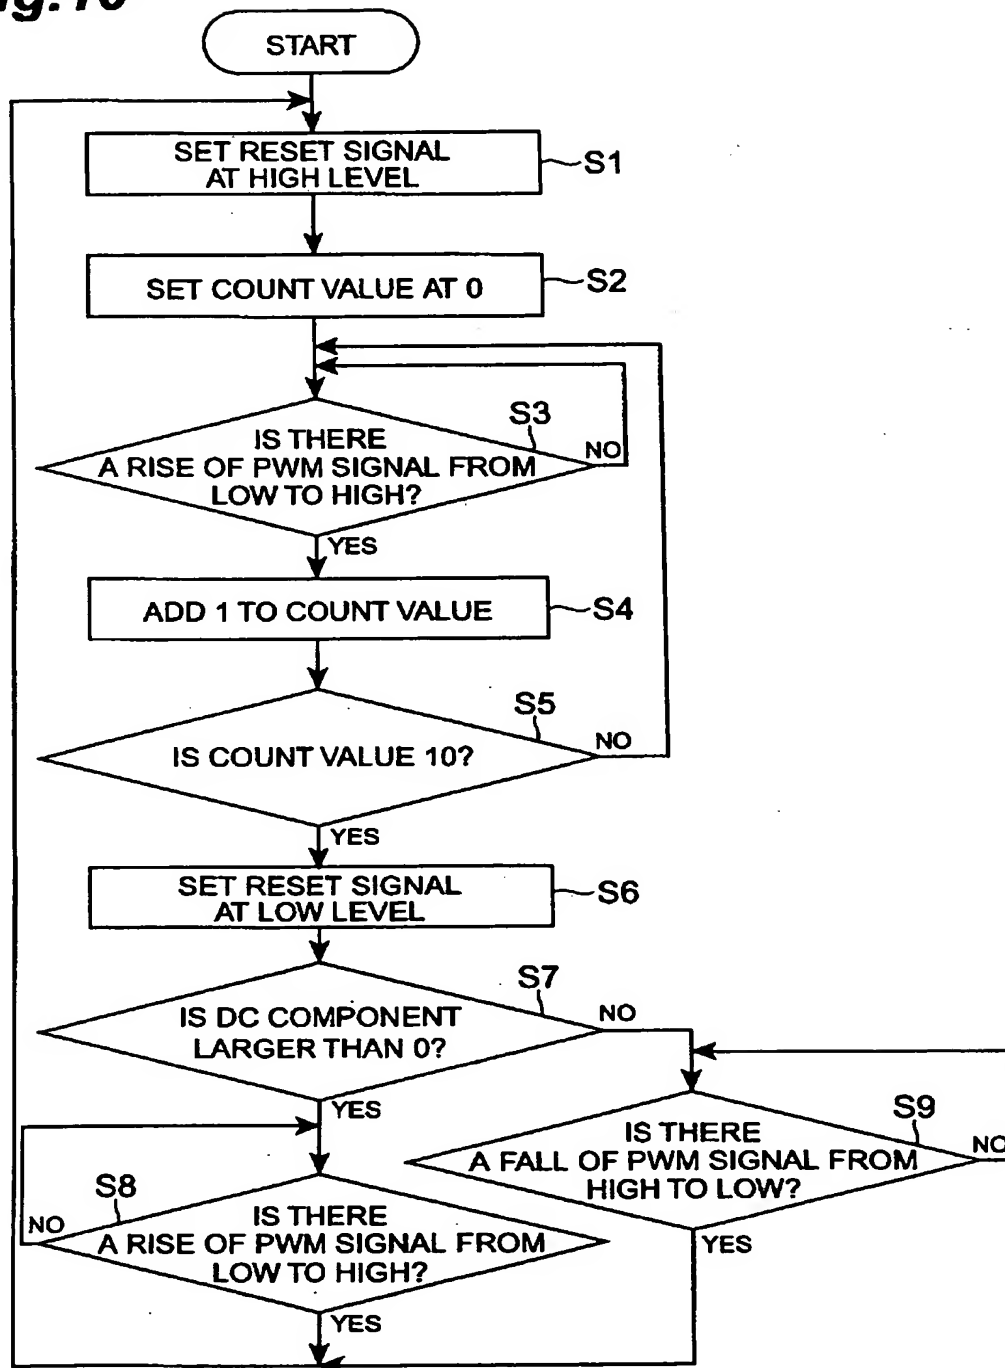 START
SET RESET SIGNAL
AT HIGH LEVEL
S1
SET COUNT VALUE AT 0
S2
S3
IS THERE
A RISE OF PWM SIGNAL FROM
LOW TO HIGH?
NO
YES
ADD 1 TO COUNT VALUE
S4
S5
IS COUNT VALUE 10?
NO
YES
SET RESET SIGNAL
AT LOW LEVEL
S6
S7
IS DC COMPONENT
LARGER THAN 0?
NO
YES
S9
IS THERE
A FALL OF PWM SIGNAL FROM
HIGH TO LOW?
NO
YES
S8
IS THERE
A RISE OF PWM SIGNAL FROM
LOW TO HIGH?
NO
YES